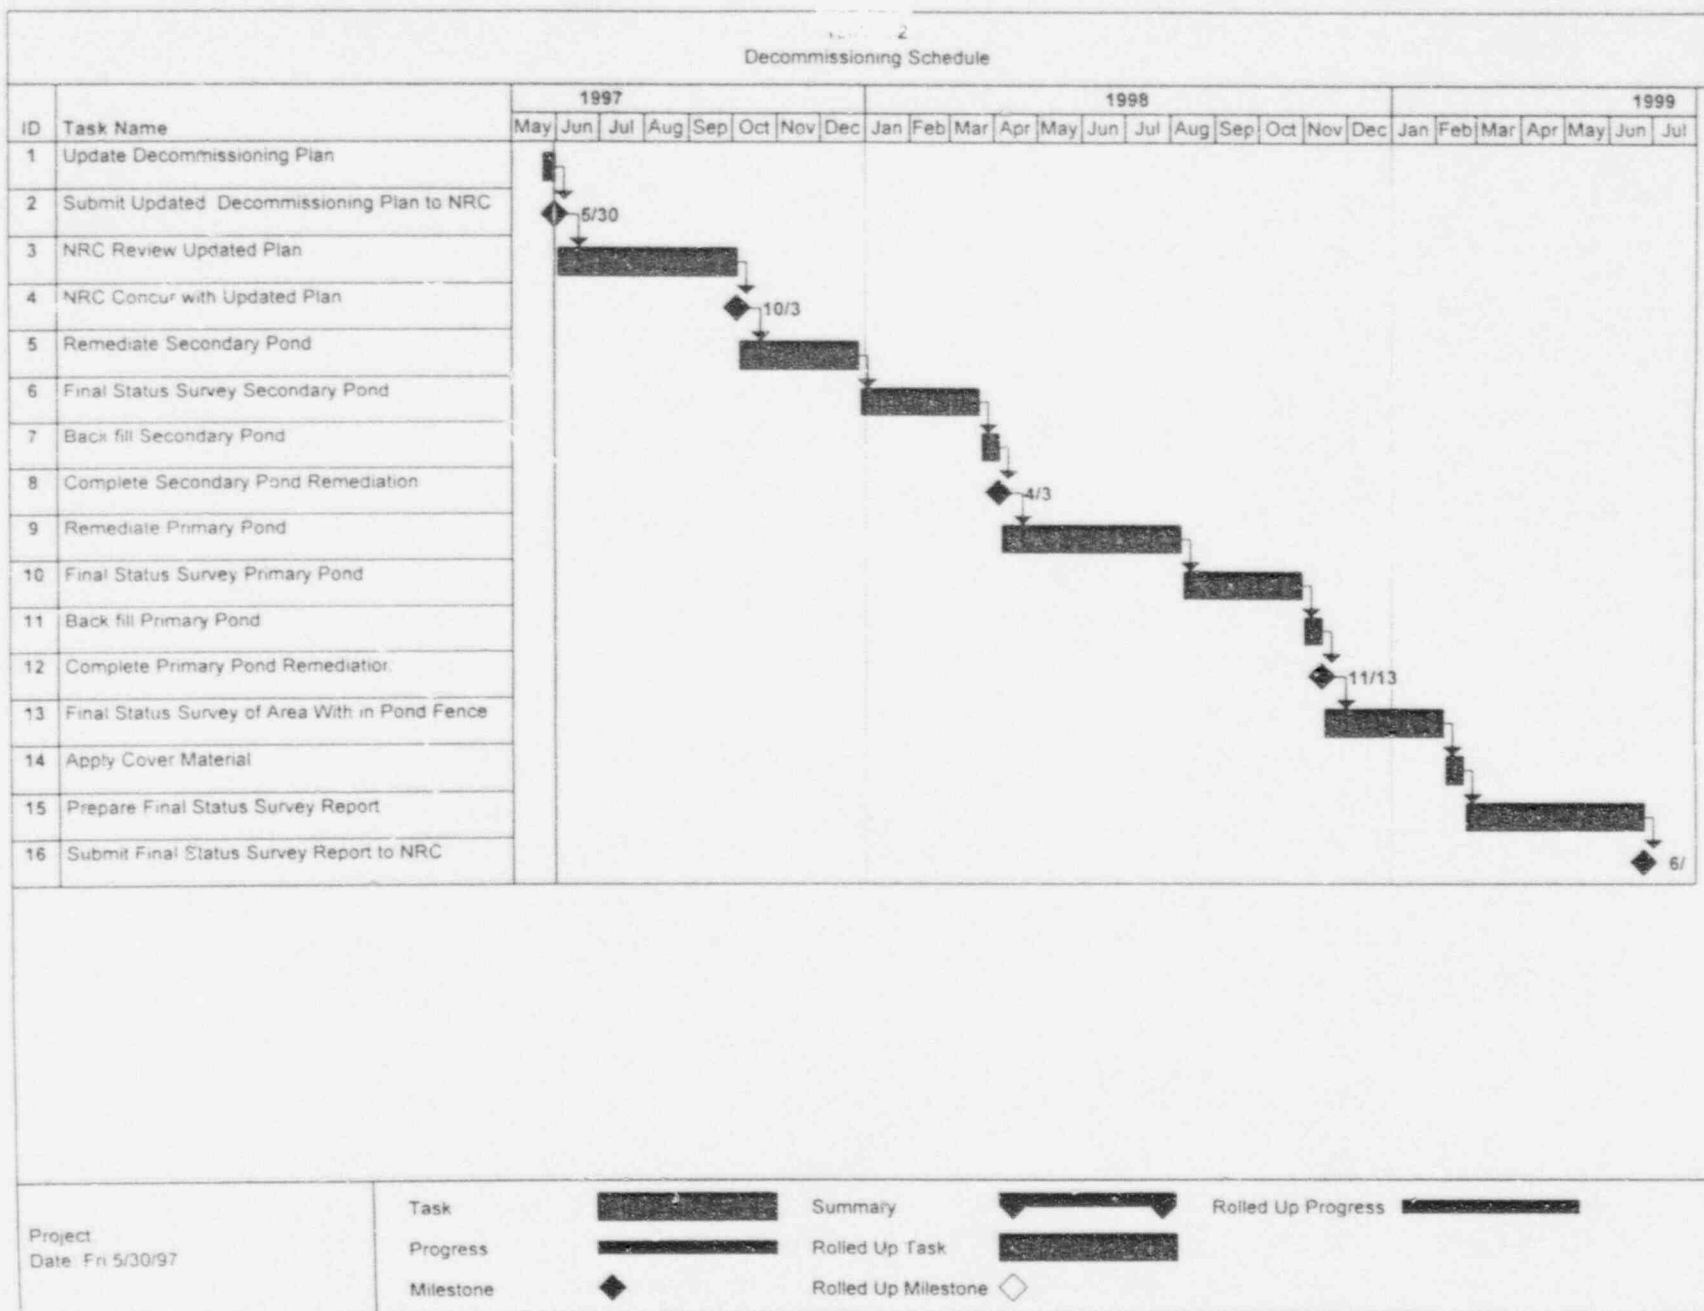 2
Decommissioning Schedule
1997 1998 1999
ID Task Name May Jun Jul Aug Sep Oct Nov Dec Jan Feb Mar Apr May Jun Jul Aug Sep Oct Nov Dec Jan Feb Mar Apr May Jun Jul
1 Update Decommissioning Plan
2 Submit Updated Decommissioning Plan to NRC 5/30
3 NRC Review Updated Plan
4 NRC Concur with Updated Plan 10/3
5 Remediate Secondary Pond
6 Final Status Survey Secondary Pond
7 Back fill Secondary Pond
8 Complete Secondary Pond Remediation 4/3
9 Remediate Primary Pond
10 Final Status Survey Primary Pond
11 Back fill Primary Pond
12 Complete Primary Pond Remediation 11/13
13 Final Status Survey of Area With in Pond Fence
14 Apply Cover Material
15 Prepare Final Status Survey Report
16 Submit Final Status Survey Report to NRC 6/
Project
Date: Fri 5/30/97
Task Summary Rolled Up Progress
Progress Rolled Up Task
Milestone Rolled Up Milestone